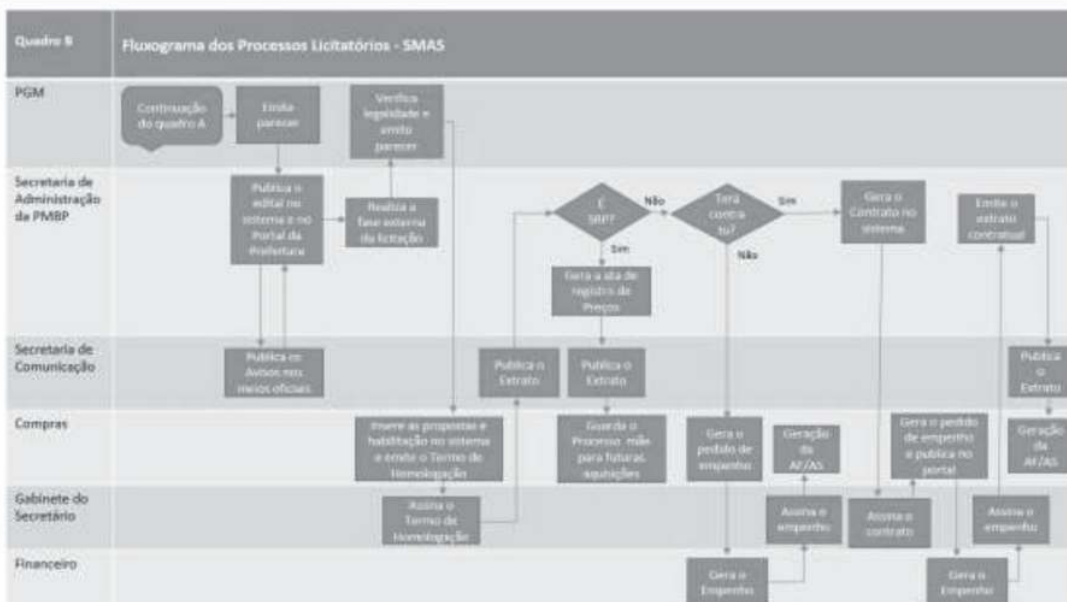 Quadro B
Fluxograma dos Processos Licitatórios - SMAS
PGM
Continuação
do quadro A
Emite
parecer
Verifica
legalidade e
emite
parecer
Secretaria de
Administração
da PMBP
Publica o
edital no
sistema e no
Portal da
Prefeitura
Realiza a
fase externa
da licitação
É
SRP?
Não
Sim
Terá
contra
to?
Sim
Não
Gera o
Contrato no
sistema
Emite o
extrato
contratual
Gera a ata de
registro de
Preços
Secretaria de
Comunicação
Publica os
Avisos nos
meios oficiais
Publica o
Extrato
Publica o
Extrato
Publica
o
Extrato
Compras
Insere as propostas e
habilitação no sistema
e emite o Termo de
Homologação
Guarda o
Processo mãe
para futuras
aquisições
Gera o
pedido de
empenho
Geração
da
AF/AS
Gera o pedido
de empenho
e publica no
portal
Geração
da
AF/AS
Gabinete do
Secretário
Assina o
Termo de
Homologação
Assina o
empenho
Assina o
contrato
Assina o
empenho
Financeiro
Gera o
Empenho
Gera o
Empenho